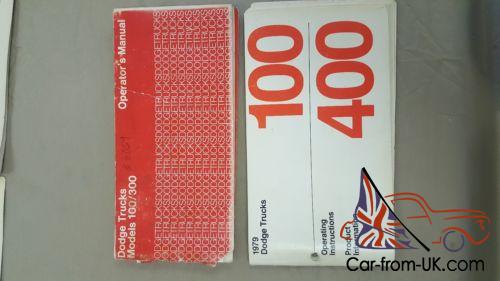 Dodge Trucks
Models 100/300
Operator's Manual
DODGETRUCKSDODGETRUCKSDODGETRUCKS
100
400
1979
Dodge Trucks
Operating
Instructions
Product
Information
Car-from-UK.com